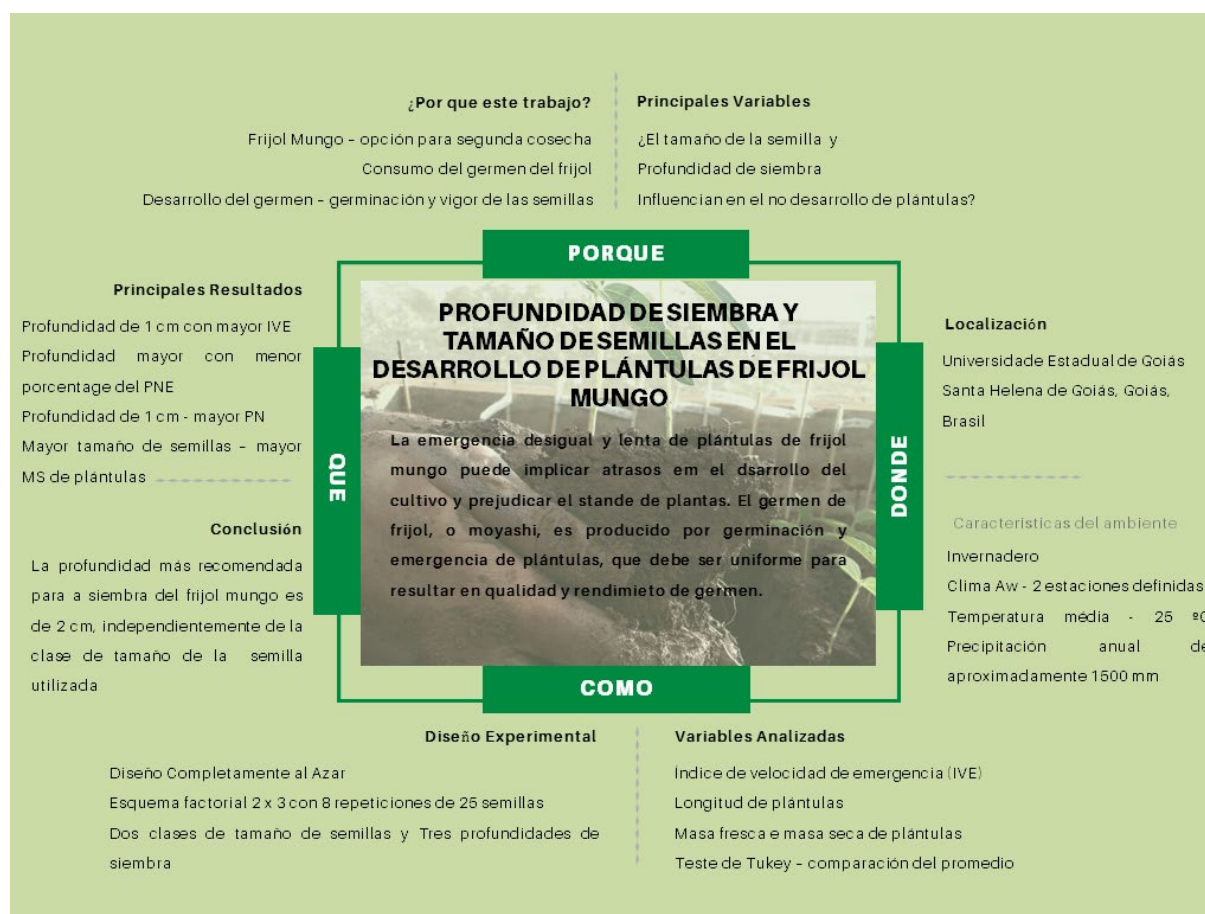 ¿Por que este trabajo?
Frijol Mungo – opción para segunda cosecha
Consumo del germen del frijol
Desarrollo del germen – germinación y vigor de las semillas
Principales Variables
¿El tamaño de la semilla y
Profundidad de siembra
Influencian en el no desarrollo de plántulas?
PORQUE
Principales Resultados
Profundidad de 1 cm con mayor IVE
Profundidad mayor con menor
porcentage del PNE
Profundidad de 1 cm - mayor PN
Mayor tamaño de semillas – mayor
MS de plántulas
Conclusión
La profundidad más recomendada
para a siembra del frijol mungo es
de 2 cm, independientemente de la
clase de tamaño de la semilla
utilizada
QUE
PROFUNDIDAD DE SIEMBRA Y
TAMAÑO DE SEMILLAS EN EL
DESARROLLO DE PLÁNTULAS DE FRIJOL
MUNGO
La emergencia desigual y lenta de plántulas de frijol
mungo puede implicar atrasos em el dsarrollo del
cultivo y prejudicar el stande de plantas. El germen de
frijol, o moyashi, es producido por germinación y
emergencia de plántulas, que debe ser uniforme para
resultar en qualidad y rendimieto de germen.
DONDE
Localización
Universidade Estadual de Goiás
Santa Helena de Goiás, Goiás,
Brasil
Caracteristicas del ambiente
Invernadero
Clima Aw - 2 estaciones definidas
Temperatura média - 25 ºC
Precipitación anual de
aproximadamente 1500 mm
COMO
Diseño Experimental
Diseño Completamente al Azar
Esquema factorial 2 x 3 con 8 repeticiones de 25 semillas
Dos clases de tamaño de semillas y Tres profundidades de
siembra
Variables Analizadas
Índice de velocidad de emergencia (IVE)
Longitud de plántulas
Masa fresca e masa seca de plántulas
Teste de Tukey – comparación del promedio